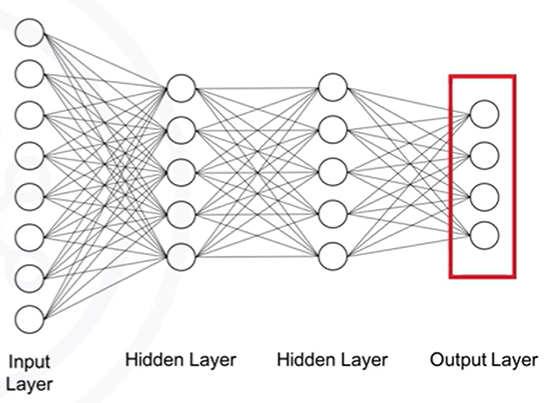 Input
Layer
Hidden Layer
Hidden Layer
Output Layer